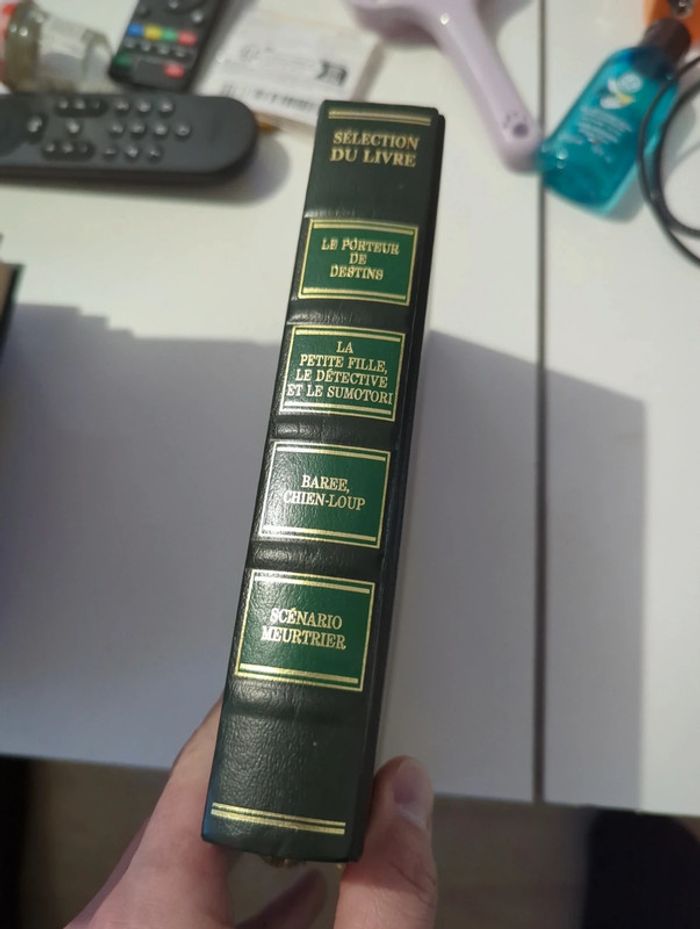 SÉLECTION
DU LIVRE
LE PORTEUR
DE
DESTINS
LA
PETITE FILLE,
LE DÉTECTIVE
ET LE SUMOTORI
BAREE,
CHIEN-LOUP
SCÉNARIO
MEURTRIER